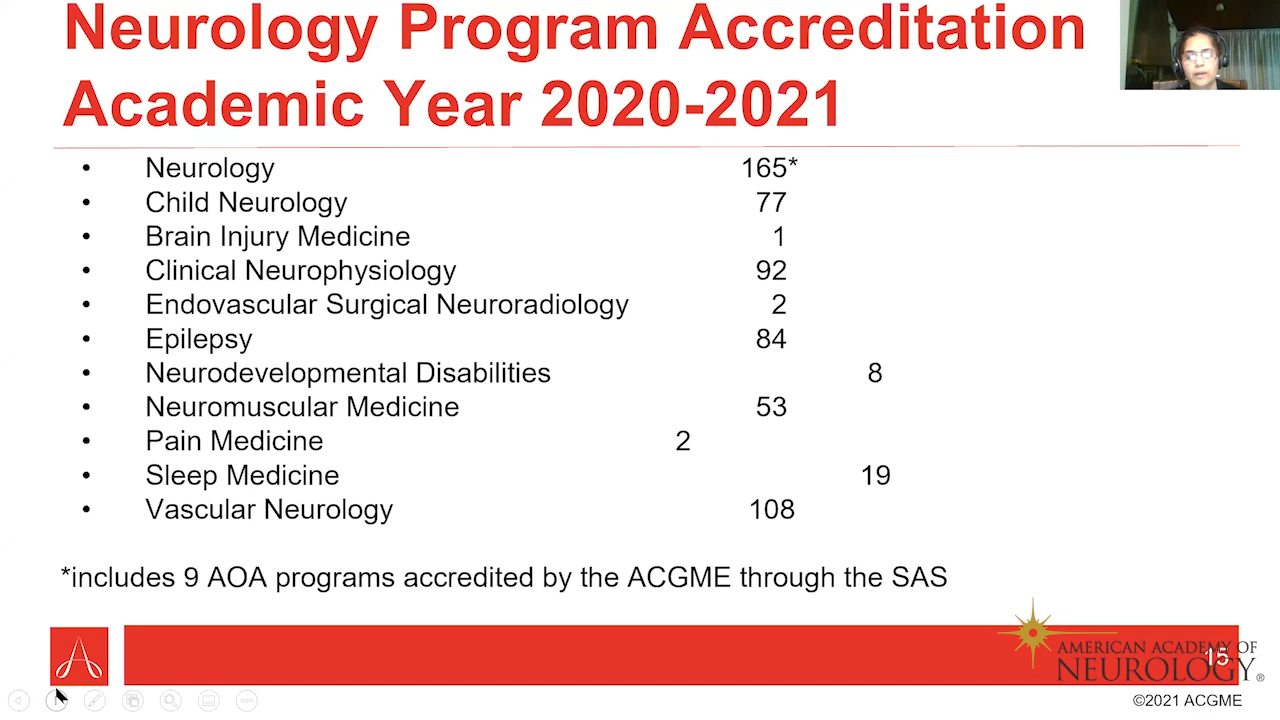 Neurology Program Accreditation
Academic Year 2020-2021
• Neurology 165*
• Child Neurology 77
• Brain Injury Medicine 1
• Clinical Neurophysiology 92
• Endovascular Surgical Neuroradiology 2
• Epilepsy 84
• Neurodevelopmental Disabilities 8
• Neuromuscular Medicine 53
• Pain Medicine 2
• Sleep Medicine 19
• Vascular Neurology 108
*includes 9 AOA programs accredited by the ACGME through the SAS
15
AMERICAN ACADEMY OF
NEUROLOGY®
©2021 ACGME